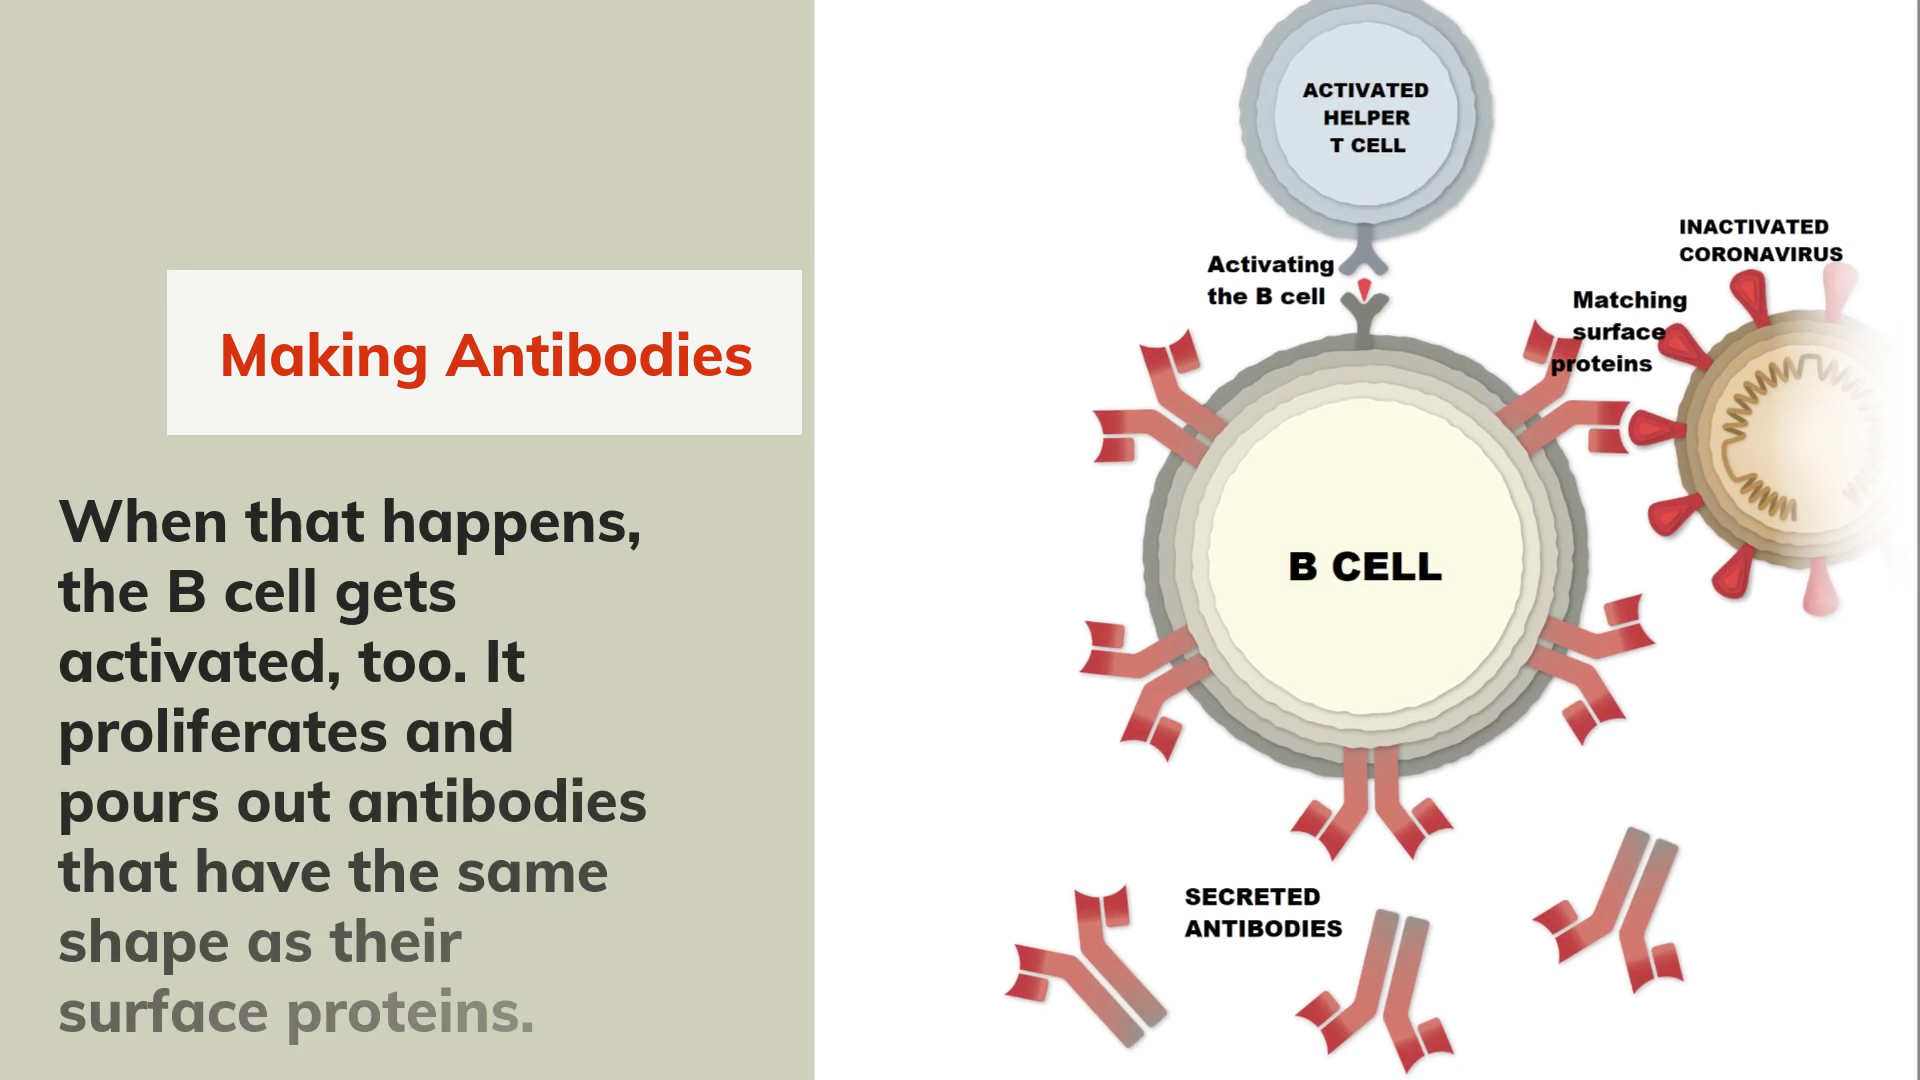 Making Antibodies
When that happens,
the B cell gets
activated, too. It
proliferates and
pours out antibodies
that have the same
shape as their
surface proteins.
ACTIVATED
HELPER
T CELL
Activating
the B cell
INACTIVATED
CORONAVIRUS
Matching
surface
proteins
B CELL
SECRETED
ANTIBODIES